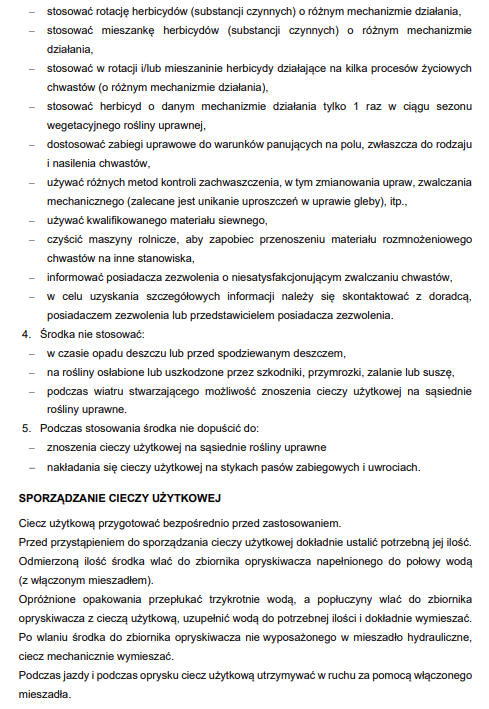 – stosować rotację herbicydów (substancji czynnych) o różnym mechanizmie działania,
– stosować mieszankę herbicydów (substancji czynnych) o różnym mechanizmie
działania,
– stosować w rotacji i/lub mieszaninie herbicydy działające na kilka procesów życiowych
chwastów (o różnym mechanizmie działania),
– stosować herbicyd o danym mechanizmie działania tylko 1 raz w ciągu sezonu
wegetacyjnego rośliny uprawnej,
– dostosować zabiegi uprawowe do warunków panujących na polu, zwłaszcza do rodzaju
i nasilenia chwastów,
– używać różnych metod kontroli zachwaszczenia, w tym zmianowania upraw, zwalczania
mechanicznego (zalecane jest unikanie uproszczeń w uprawie gleby), itp.,
– używać kwalifikowanego materiału siewnego,
– czyścić maszyny rolnicze, aby zapobiec przenoszeniu materiału rozmnożeniowego
chwastów na inne stanowiska,
– informować posiadacza zezwolenia o niesatysfakcjonującym zwalczaniu chwastów,
– w celu uzyskania szczegółowych informacji należy się skontaktować z doradcą,
posiadaczem zezwolenia lub przedstawicielem posiadacza zezwolenia.
4. Środka nie stosować:
– w czasie opadu deszczu lub przed spodziewanym deszczem,
– na rośliny osłabione lub uszkodzone przez szkodniki, przymrozki, zalanie lub suszę,
– podczas wiatru stwarzającego możliwość znoszenia cieczy użytkowej na sąsiednie
rośliny uprawne.
5. Podczas stosowania środka nie dopuścić do:
– znoszenia cieczy użytkowej na sąsiednie rośliny uprawne
– nakładania się cieczy użytkowej na stykach pasów zabiegowych i uwrociach.
SPORZĄDZANIE CIECZY UŻYTKOWEJ
Ciecz użytkową przygotować bezpośrednio przed zastosowaniem.
Przed przystąpieniem do sporządzania cieczy użytkowej dokładnie ustalić potrzebną jej ilość.
Odmierzoną ilość środka wlać do zbiornika opryskiwacza napełnionego do połowy wodą
(z włączonym mieszadłem).
Opróżnione opakowania przepłukać trzykrotnie wodą, a popłuczyny wlać do zbiornika
opryskiwacza z cieczą użytkową, uzupełnić wodą do potrzebnej ilości i dokładnie wymieszać.
Po wlaniu środka do zbiornika opryskiwacza nie wyposażonego w mieszadło hydrauliczne,
ciecz mechanicznie wymieszać.
Podczas jazdy i podczas oprysku ciecz użytkową utrzymywać w ruchu za pomocą włączonego
mieszadła.